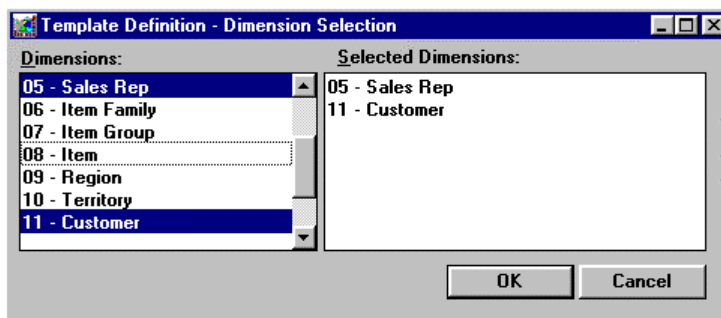 Template Definition - Dimension Selection
Dimensions:
Selected Dimensions:
05 - Sales Rep
06 - Item Family
07 - Item Group
08 - Item
09 - Region
10 - Territory
11 - Customer
05 - Sales Rep
11 - Customer
OK
Cancel